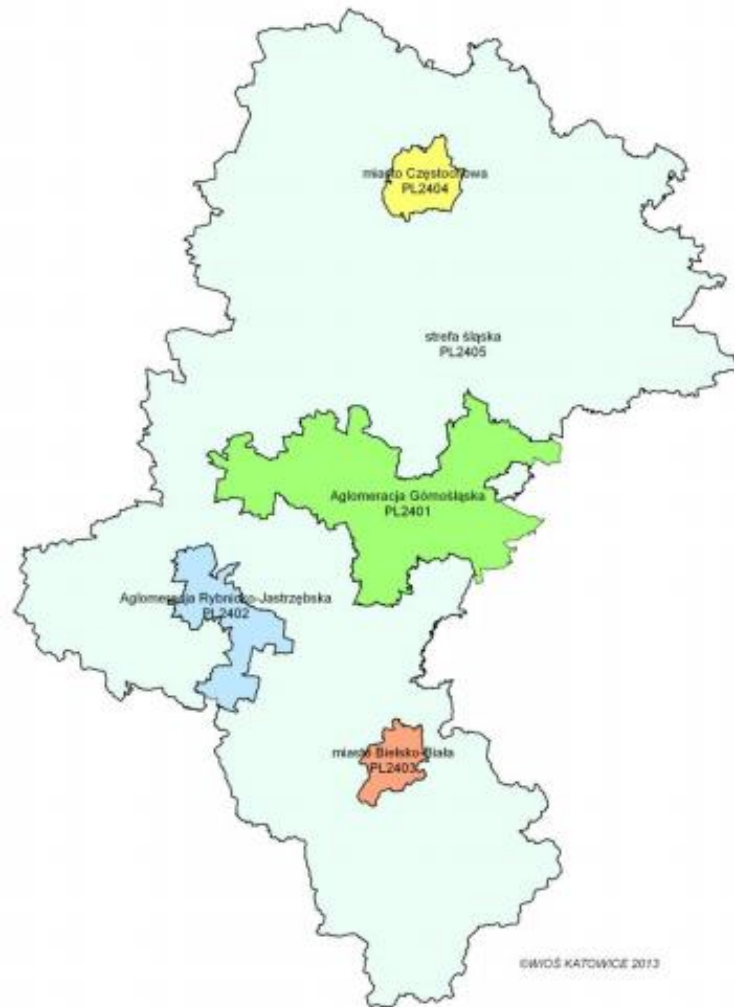 miasto Częstochowa
PL2404
strefa śląska
PL2405
Aglomeracja Górnośląska
PL2401
Aglomeracja Rybnicko-Jastrzębska
PL2402
miasto Bielsko-Biała
PL2403
©WIOŚ KATOWICE 2013